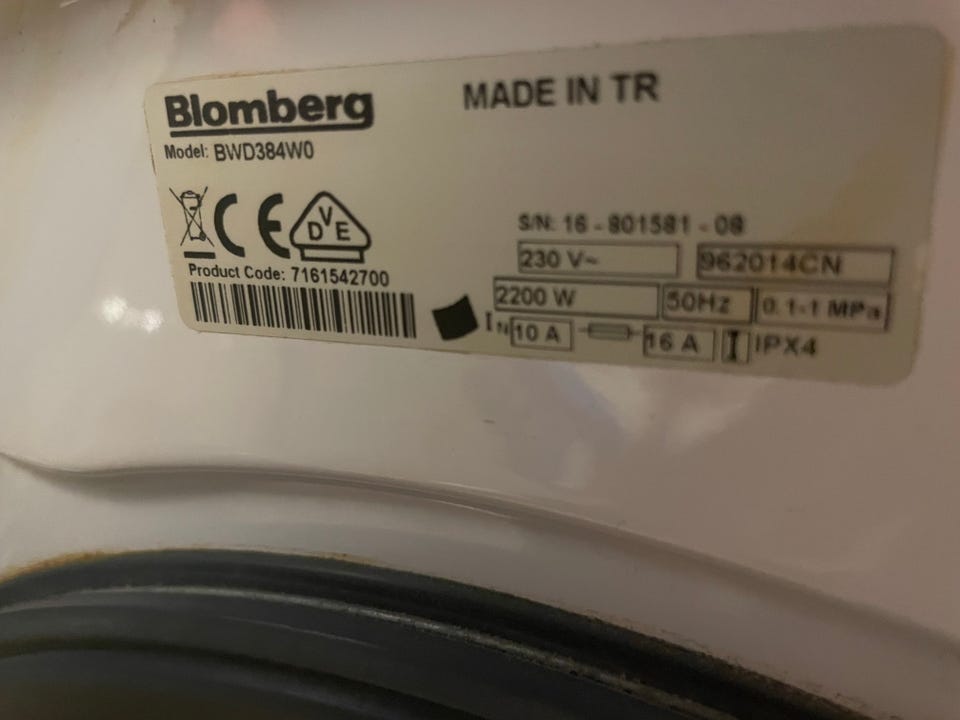 Blomberg
MADE IN TR
Model: BWD384W0
VDE
Product Code: 7161542700
S/N: 16 - 801581 - 08
230 V~
962014CN
2200 W
50Hz
0.1-1 MPa
IN 10 A
16 A
I
IPX4